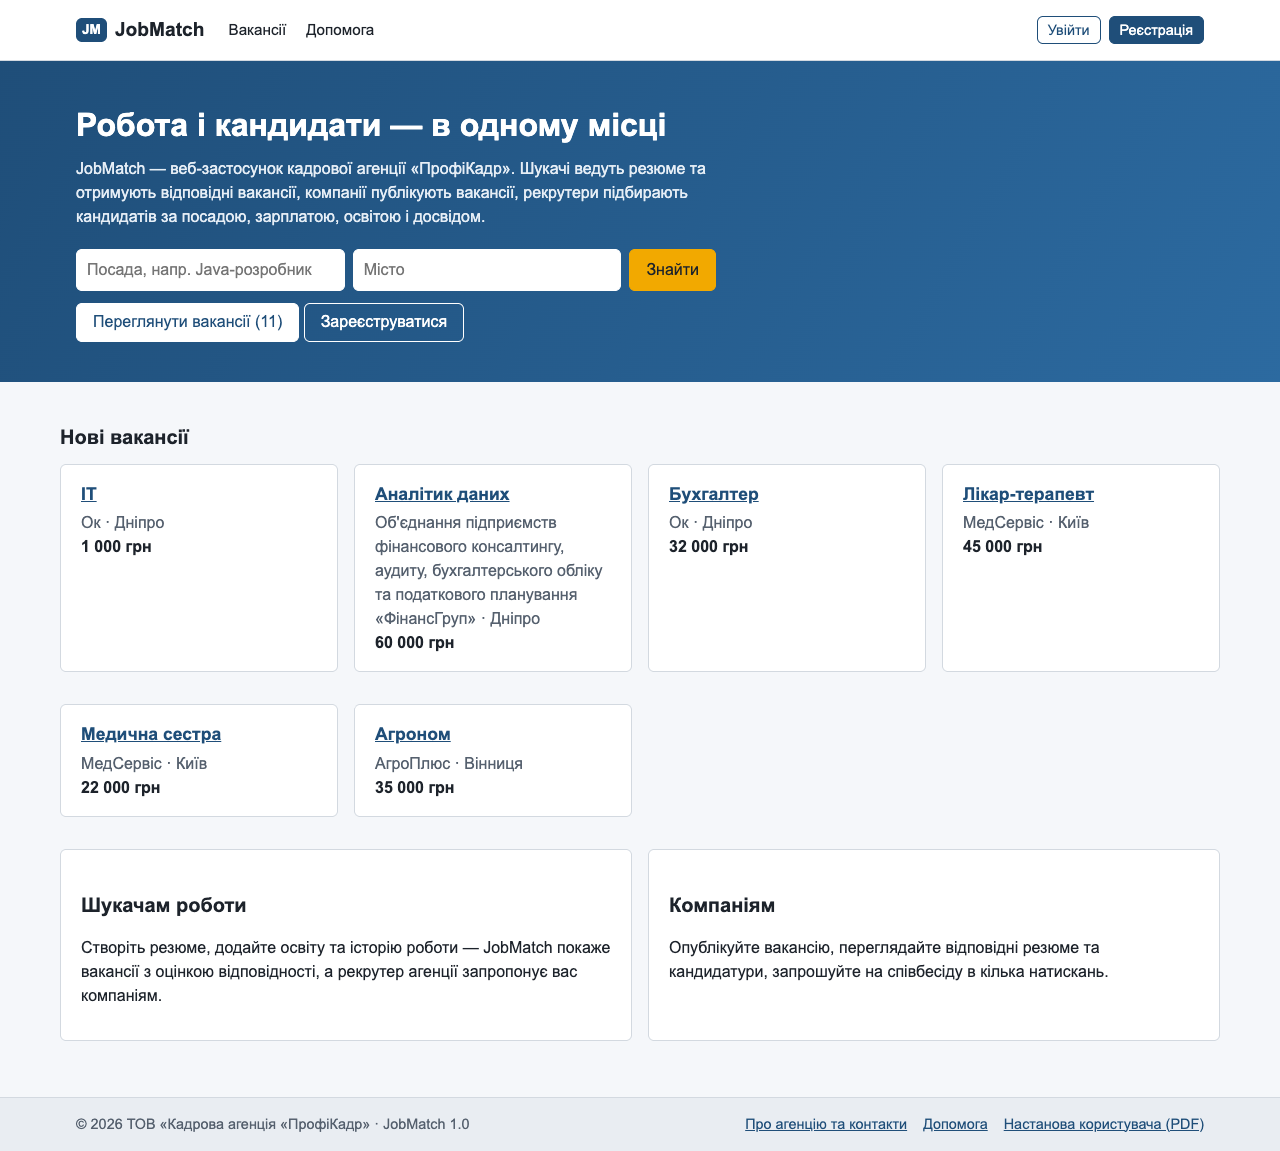 JM JobMatch Вакансії Допомога Увійти Реєстрація
Робота і кандидати — в одному місці
JobMatch — веб-застосунок кадрової агенції «ПрофіКадр». Шукачі ведуть резюме та
отримують відповідні вакансії, компанії публікують вакансії, рекрутери підбирають
кандидатів за посадою, зарплатою, освітою і досвідом.
Посада, напр. Java-розробник Місто Знайти
Переглянути вакансії (11) Зареєструватися
Нові вакансії
IT
Ок · Дніпро
1 000 грн
Аналітик даних
Об'єднання підприємств
фінансового консалтингу,
аудиту, бухгалтерського обліку
та податкового планування
«ФінансГруп» · Дніпро
60 000 грн
Бухгалтер
Ок · Дніпро
32 000 грн
Лікар-терапевт
МедСервіс · Київ
45 000 грн
Медична сестра
МедСервіс · Київ
22 000 грн
Агроном
АгроПлюс · Вінниця
35 000 грн
Шукачам роботи
Створіть резюме, додайте освіту та історію роботи — JobMatch покаже
вакансії з оцінкою відповідності, а рекрутер агенції запропонує вас
компаніям.
Компаніям
Опублікуйте вакансію, переглядайте відповідні резюме та
кандидатури, запрошуйте на співбесіду в кілька натискань.
© 2026 ТОВ «Кадрова агенція «ПрофіКадр» · JobMatch 1.0 Про агенцію та контакти Допомога Настанова користувача (PDF)